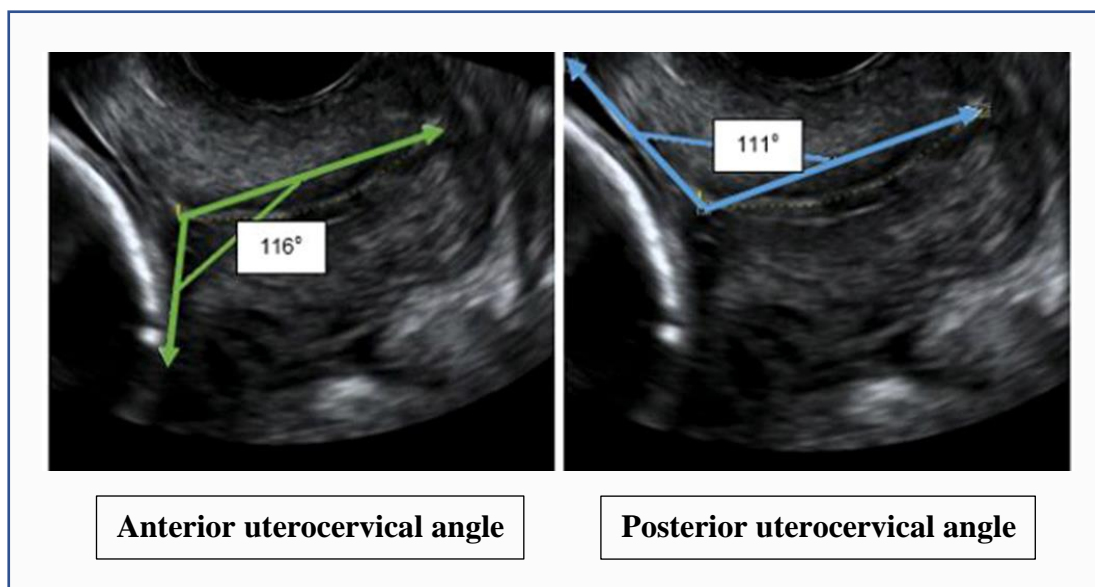 116°
111°
Anterior uterocervical angle
Posterior uterocervical angle